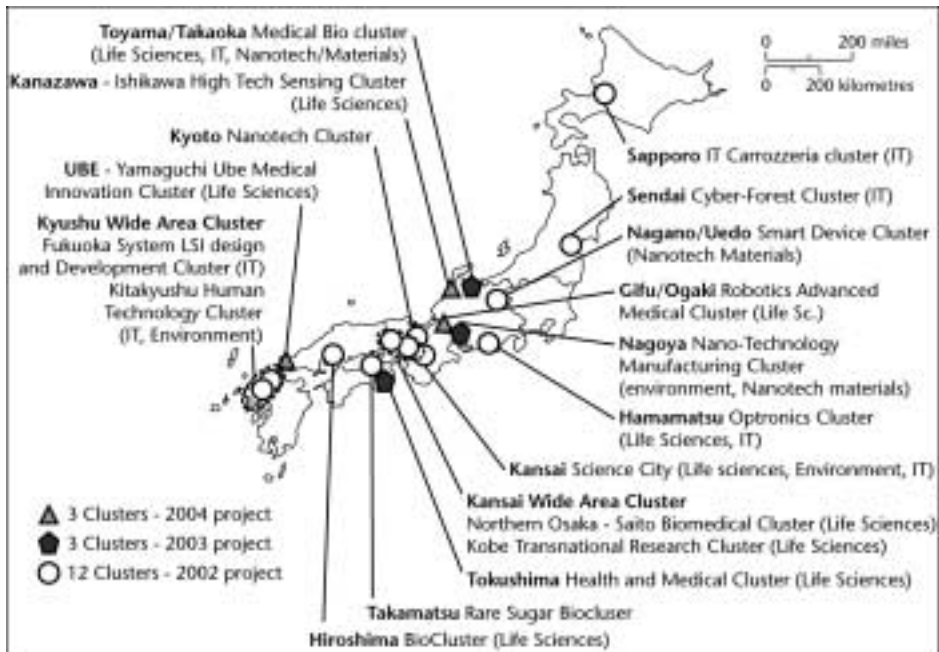 Toyama/Takaoka Medical Bio cluster
(Life Sciences, IT, Nanotech/Materials)
Kanazawa - Ishikawa High Tech Sensing Cluster
(Life Sciences)
Kyoto Nanotech Cluster
UBE - Yamaguchi Ube Medical
Innovation Cluster (Life Sciences)
Kyushu Wide Area Cluster
Fukuoka System LSI design
and Development Cluster (IT)
Kitakyushu Human
Technology Cluster
(IT, Environment)
0 200 miles
0 200 kilometres
Sapporo IT Carrozzeria cluster (IT)
Sendai Cyber-Forest Cluster (IT)
Nagano/Uedo Smart Device Cluster
(Nanotech Materials)
Gifu/Ogaki Robotics Advanced
Medical Cluster (Life Sc.)
Nagoya Nano-Technology
Manufacturing Cluster
(environment, Nanotech materials)
Hamamatsu Optronics Cluster
(Life Sciences, IT)
Kansai Science City (Life sciences, Environment, IT)
Kansai Wide Area Cluster
Northern Osaka - Saito Biomedical Cluster (Life Sciences)
Kobe Transnational Research Cluster (Life Sciences)
Tokushima Health and Medical Cluster (Life Sciences)
Takamatsu Rare Sugar Biocluser
Hiroshima BioCluster (Life Sciences)
3 Clusters - 2004 project
3 Clusters - 2003 project
12 Clusters - 2002 project